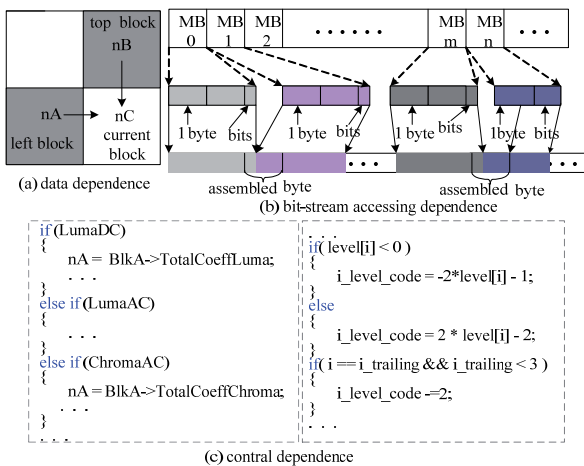 top block
nB
nA
nC
left block
current
block
(a) data dependence
MB
0
MB
1
MB
2
. . . . . .
MB
m
MB
n
. . .
1 byte
bits
1 byte
bits
1 byte
bits
1byte
bits
. . .
. . .
assembled byte
assembled byte
(b) bit-stream accessing dependence
if(LumaDC)
{
nA = BlkA->TotalCoeffLuma;
. . .
}
else if(LumaAC)
{
. . .
}
else if(ChromaAC)
{
nA = BlkA->TotalCoeffChroma;
. . .
}
. . .
. . .
if( level[i] < 0 )
{
i_level_code = -2*level[i] - 1;
}
else
{
i_level_code = 2 * level[i] - 2;
}
if( i == i_trailing && i_trailing < 3 )
{
i_level_code -=2;
}
. . .
(c) contral dependence